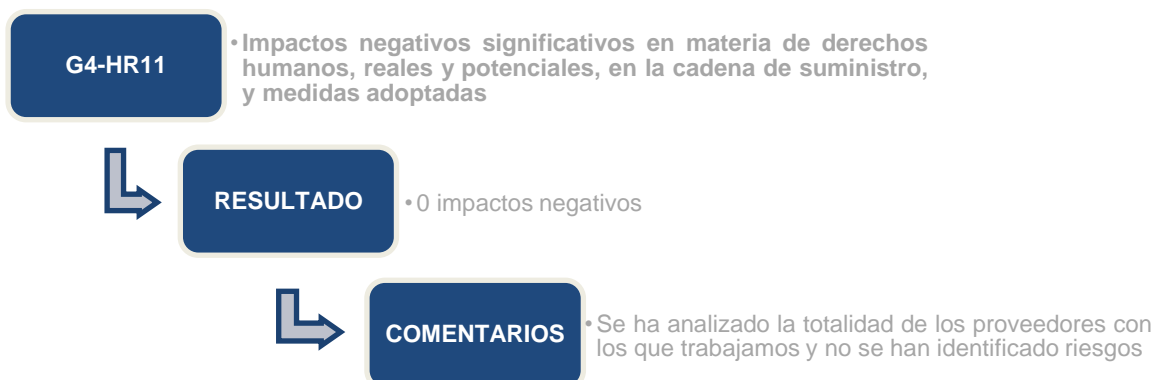 G4-HR11
• Impactos negativos significativos en materia de derechos
humanos, reales y potenciales, en la cadena de suministro,
y medidas adoptadas
RESULTADO
• 0 impactos negativos
COMENTARIOS
• Se ha analizado la totalidad de los proveedores con
los que trabajamos y no se han identificado riesgos